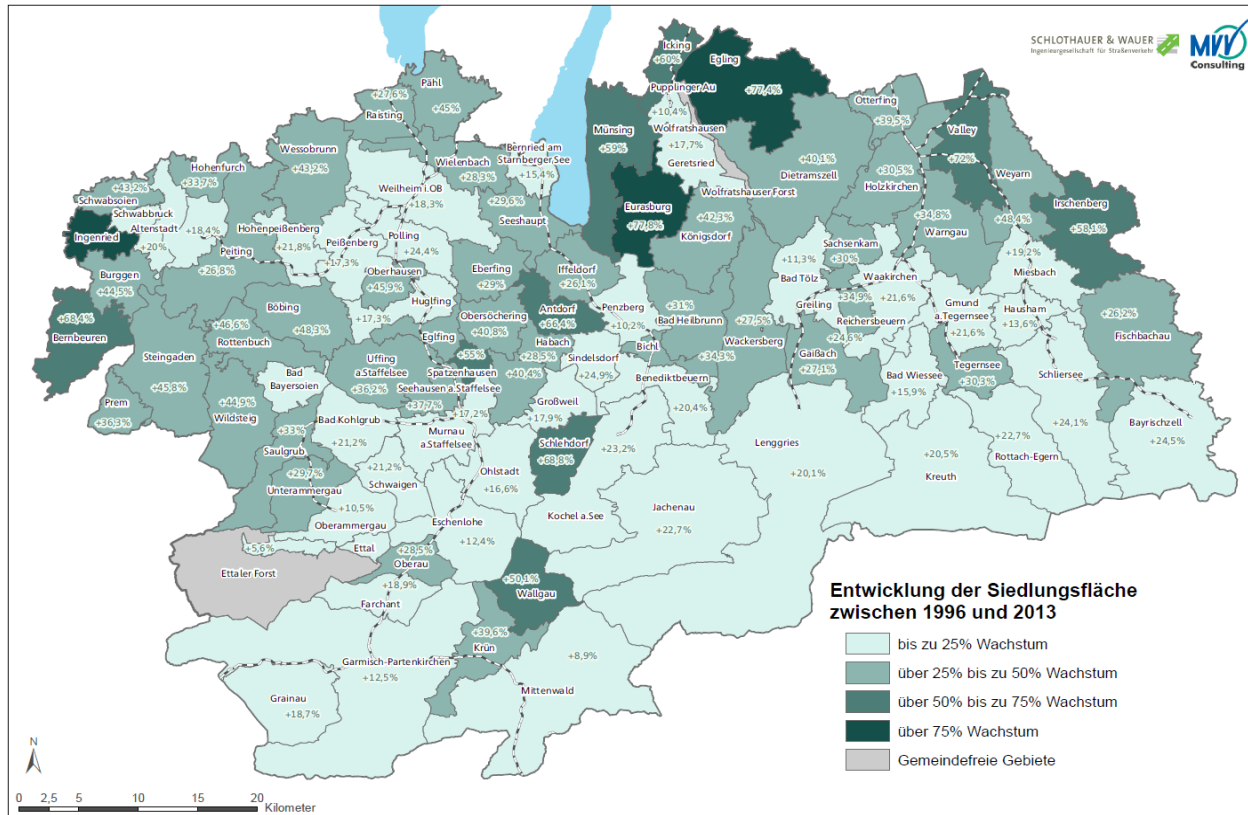 SCHLOTHAUER & WAUER
Ingenieurgesellschaft für Straßenverkehr
MVV
Consulting
Icking
+60%
Egling
+77,4%
Pupplinger Au
+10,4%
Wolfratshausen
+17,7%
Geretsried
Pähl
+45%
+27,6%
Raisting
Otterfing
+39,5%
Valley
+72%
Münsing
+59%
Wessobrunn
+43,2%
Bernried am
Starnberger See
+15,4%
Wielenbach
+28,3%
+40,1%
Dietramszell
+30,5%
Holzkirchen
Weyarn
Hohenfurch
+33,7%
+43,2%
Schwabsoien
Weilheim i.OB
+18,3%
+29,6%
Seeshaupt
Wolfratshauser Forst
+42,3%
Königsdorf
Eurasburg
+77,8%
Irschenberg
+58,1%
Schwabbruck
Altenstadt
+20%
+18,4%
Ingenried
Hohenpeißenberg
+21,8%
Peißenberg
+17,3%
Polling
+24,4%
+34,8%
Warngau
+48,4%
Sachsenkam
+30%
+19,2%
Miesbach
Peiting
+26,8%
Burggen
+44,5%
Oberhausen
+45,9%
Eberfing
+29%
Iffeldorf
+26,1%
+11,3%
Bad Tölz
Waakirchen
+21,6%
Huglfing
+17,3%
Penzberg
+10,2%
+31%
Bad Heilbrunn
Greiling
+34,9%
Reichersbeuern
+24,6%
Gmund
a.Tegernsee
+21,6%
Hausham
+13,6%
+26,2%
Fischbachau
+68,4%
Bernbeuren
Böbing
+48,3%
+46,6%
Rottenbuch
Antdorf
+66,4%
Obersöchering
+40,8%
Eglfing
+55%
Spatzenhausen
Habach
+28,5%
+40,4%
Bichl
+27,5%
Wackersberg
+34,3%
Gaißach
+27,1%
Steingaden
+45,8%
Uffing
a.Staffelsee
+36,2%
Sindelsdorf
+24,9%
Benediktbeuern
+20,4%
Bad Wiessee
+15,9%
Tegernsee
+30,3%
Schliersee
+24,1%
Bad
Bayersoien
Seehausen a.Staffelsee
+37,7%
+17,2%
Großweil
+17,9%
Prem
+36,3%
+44,9%
Wildsteig
Bad Kohlgrub
+21,2%
Murnau
a.Staffelsee
Schlehdorf
+68,8%
+23,2%
Kochel a.See
Lenggries
+20,1%
Bayrischzell
+24,5%
+33%
Saulgrub
+29,7%
Unterammergau
+21,2%
Schwaigen
Ohlstadt
+16,6%
+22,7%
Rottach-Egern
+20,5%
Kreuth
+10,5%
Oberammergau
Eschenlohe
+12,4%
Jachenau
+22,7%
Ettal
+5,6%
Ettaler Forst
+28,5%
Oberau
+18,9%
Farchant
+50,1%
Wallgau
+39,6%
Krün
Garmisch-Partenkirchen
+12,5%
+8,9%
Mittenwald
Grainau
+18,7%
Entwicklung der Siedlungsfläche
zwischen 1996 und 2013
bis zu 25% Wachstum
über 25% bis zu 50% Wachstum
über 50% bis zu 75% Wachstum
über 75% Wachstum
Gemeindefreie Gebiete
N
0 2,5 5 10 15 20
Kilometer